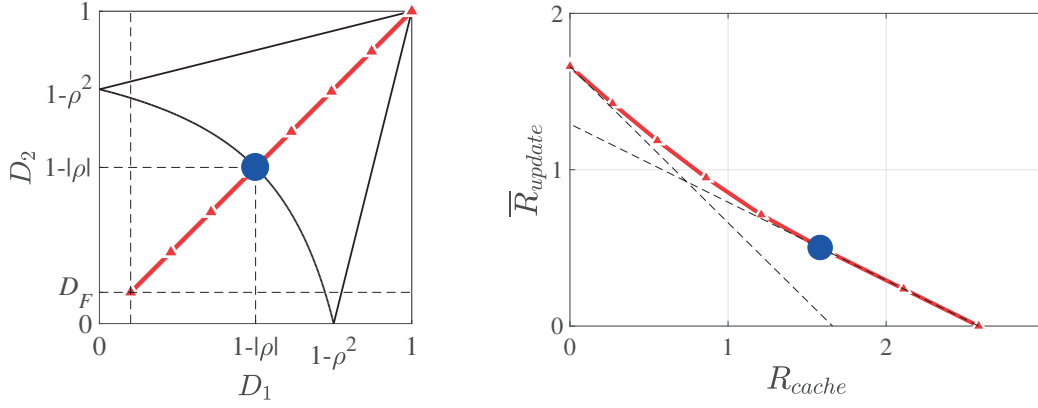 1
1-ρ²
D₂
1-|ρ|
D_F
0
0
1-|ρ|
1-ρ²
1
D₁
2
R̅_update
1
0
0
1
2
R_cache